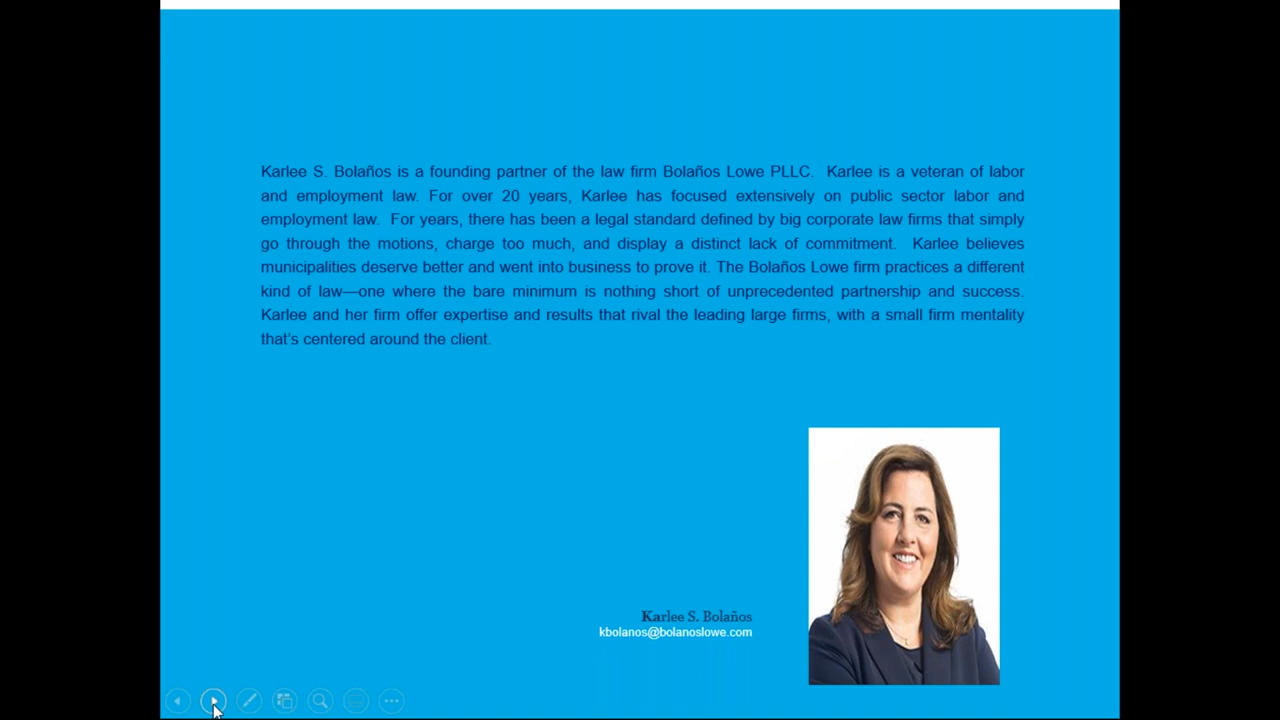 Karlee S. Bolaños is a founding partner of the law firm Bolaños Lowe PLLC. Karlee is a veteran of labor
and employment law. For over 20 years, Karlee has focused extensively on public sector labor and
employment law. For years, there has been a legal standard defined by big corporate law firms that simply
go through the motions, charge too much, and display a distinct lack of commitment. Karlee believes
municipalities deserve better and went into business to prove it. The Bolaños Lowe firm practices a different
kind of law—one where the bare minimum is nothing short of unprecedented partnership and success.
Karlee and her firm offer expertise and results that rival the leading large firms, with a small firm mentality
that’s centered around the client.
Karlee S. Bolaños
kbolanos@bolanoslowe.com